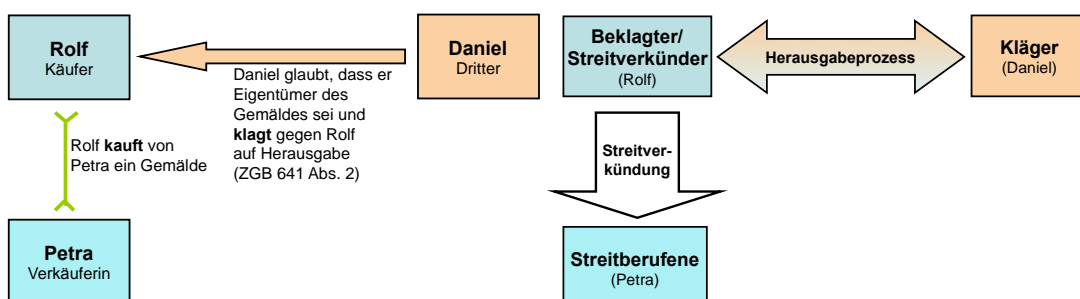 Rolf
Käufer
Daniel
Dritter
Daniel glaubt, dass er
Eigentümer des
Gemäldes sei und
klagt gegen Rolf
auf Herausgabe
(ZGB 641 Abs. 2)
Rolf kauft von
Petra ein Gemälde
Petra
Verkäuferin
Beklagter/
Streitverkünder
(Rolf)
Herausgabeprozess
Kläger
(Daniel)
Streitver-
kündung
Streitberufene
(Petra)